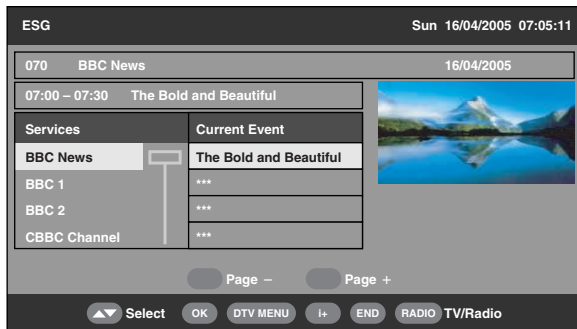 ESG Sun 16/04/2005 07:05:11
070 BBC News 16/04/2005
07:00 – 07:30 The Bold and Beautiful
Services Current Event
BBC News The Bold and Beautiful
BBC 1 ***
BBC 2 ***
CBBC Channel ***
Page – Page +
Select OK DTV MENU i+ END RADIO TV/Radio